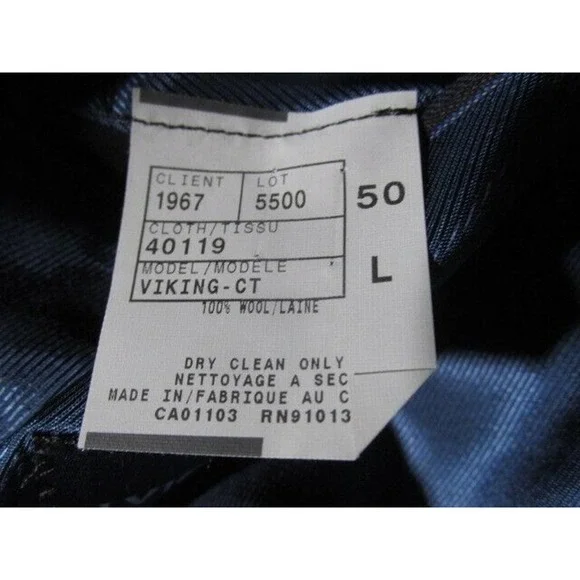 CLIENT LOT
1967 5500 50
CLOTH/TISSU
40119
MODEL/MODÈLE L
VIKING-CT
100% WOOL/LAINE
DRY CLEAN ONLY
NETTOYAGE A SEC
MADE IN/FABRIQUE AU C
CA01103 RN91013